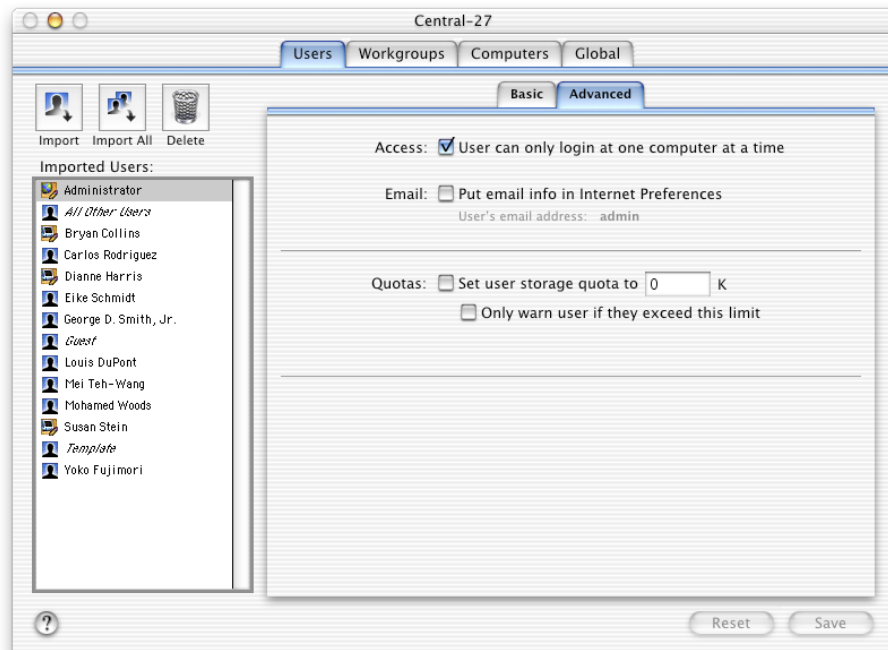 Central-27
Users Workgroups Computers Global
Import Import All Delete
Basic Advanced
Imported Users:
Administrator
All Other Users
Bryan Collins
Carlos Rodriguez
Dianne Harris
Eike Schmidt
George D. Smith, Jr.
Guest
Louis DuPont
Mei Teh-Wang
Mohamed Woods
Susan Stein
Template
Yoko Fujimori
Access: User can only login at one computer at a time
Email: Put email info in Internet Preferences
User's email address: admin
Quotas: Set user storage quota to 0 K
Only warn user if they exceed this limit
?
Reset Save